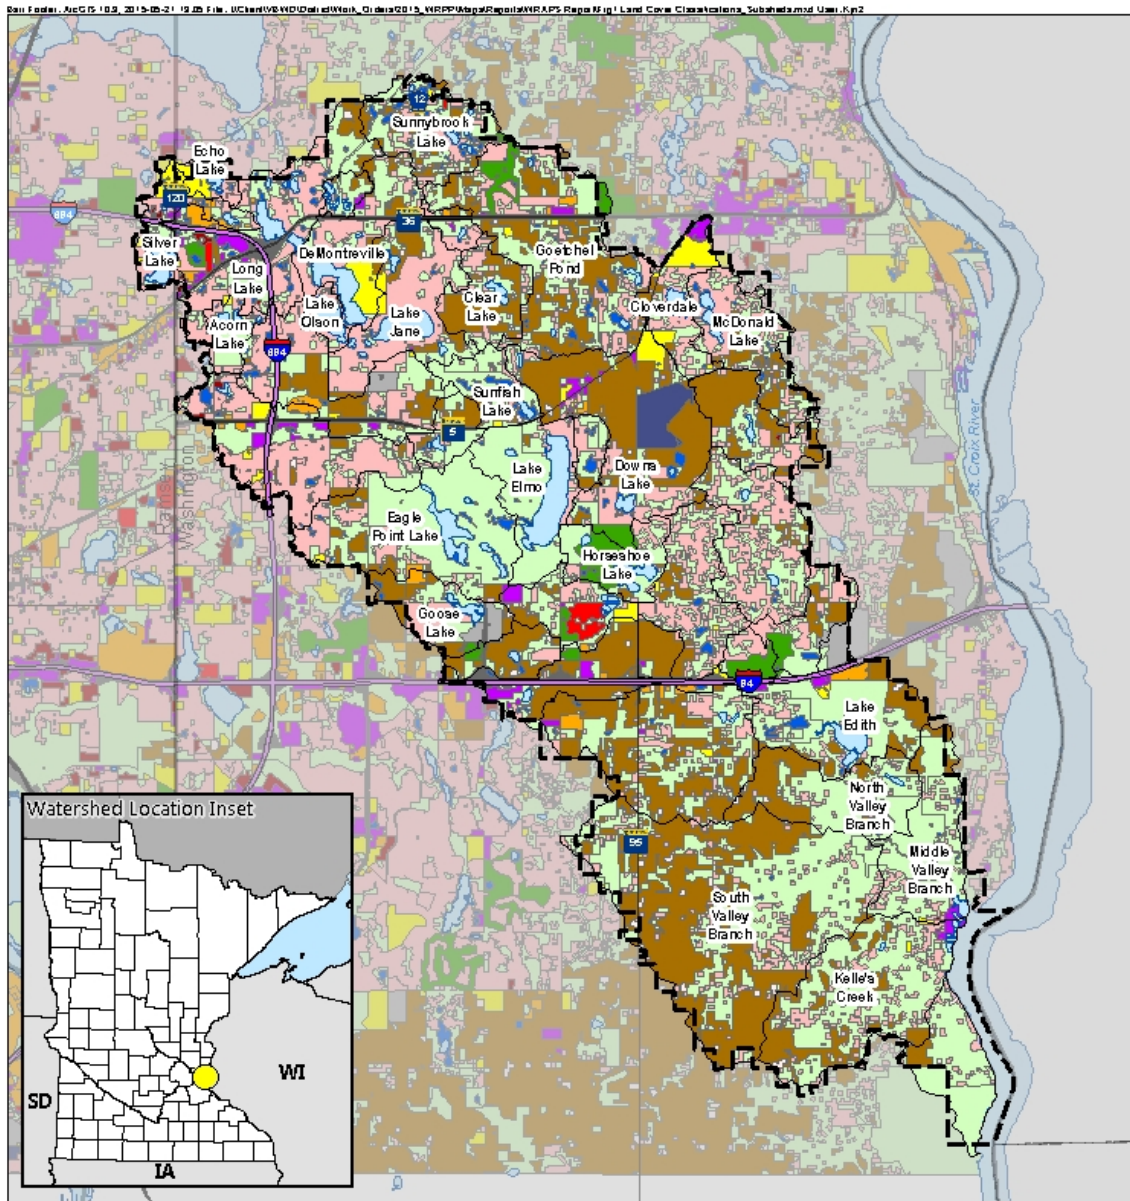 12
Sunnybrook
Lake
Echo
Lake
120
694
36
Silver
Lake
DeMontreville
Goetchel
Pond
Long
Lake
Lake
Olson
Clear
Lake
Cloverdale
Lake
Jane
McDonald
Lake
Acorn
Lake
694
Sunfish
Lake
5
St. Croix River
Washington
Lake
Elmo
Downs
Lake
Eagle
Point Lake
Horseshoe
Lake
Goose
Lake
94
Lake
Edith
North
Valley
Branch
95
Middle
Valley
Branch
South
Valley
Branch
Kelle's
Creek
Watershed Location Inset
WI
SD
IA